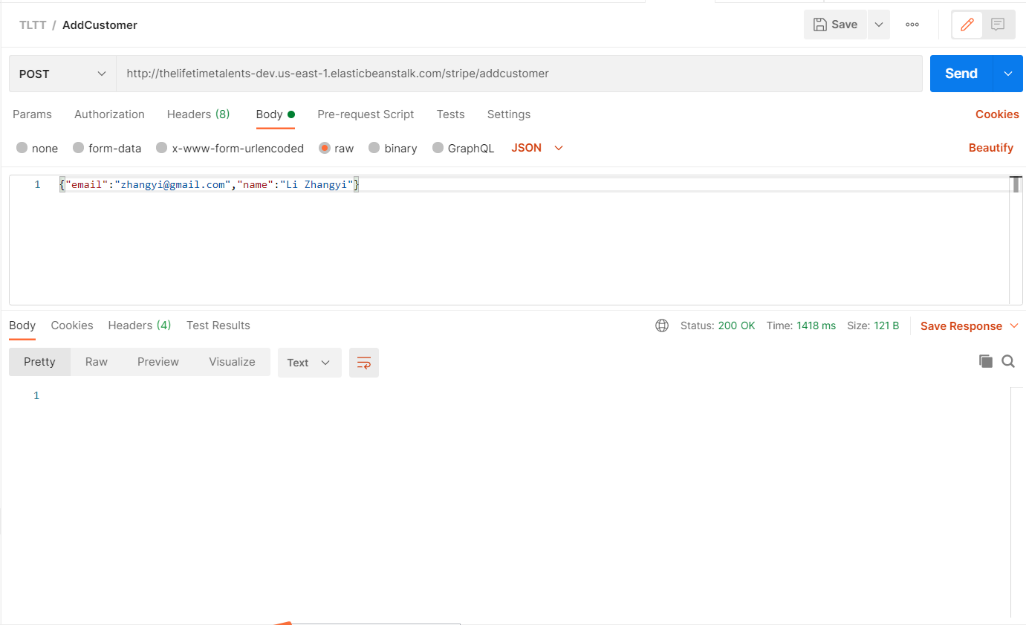 TLTT / AddCustomer Save
POST http://thelifetimetalents-dev.us-east-1.elasticbeanstalk.com/stripe/addcustomer Send
Params Authorization Headers (8) Body Pre-request Script Tests Settings Cookies
none form-data x-www-form-urlencoded raw binary GraphQL JSON Beautify
1 {"email":"zhangyi@gmail.com","name":"Li Zhangyi"}
Body Cookies Headers (4) Test Results Status: 200 OK Time: 1418 ms Size: 121 B Save Response
Pretty Raw Preview Visualize Text
1